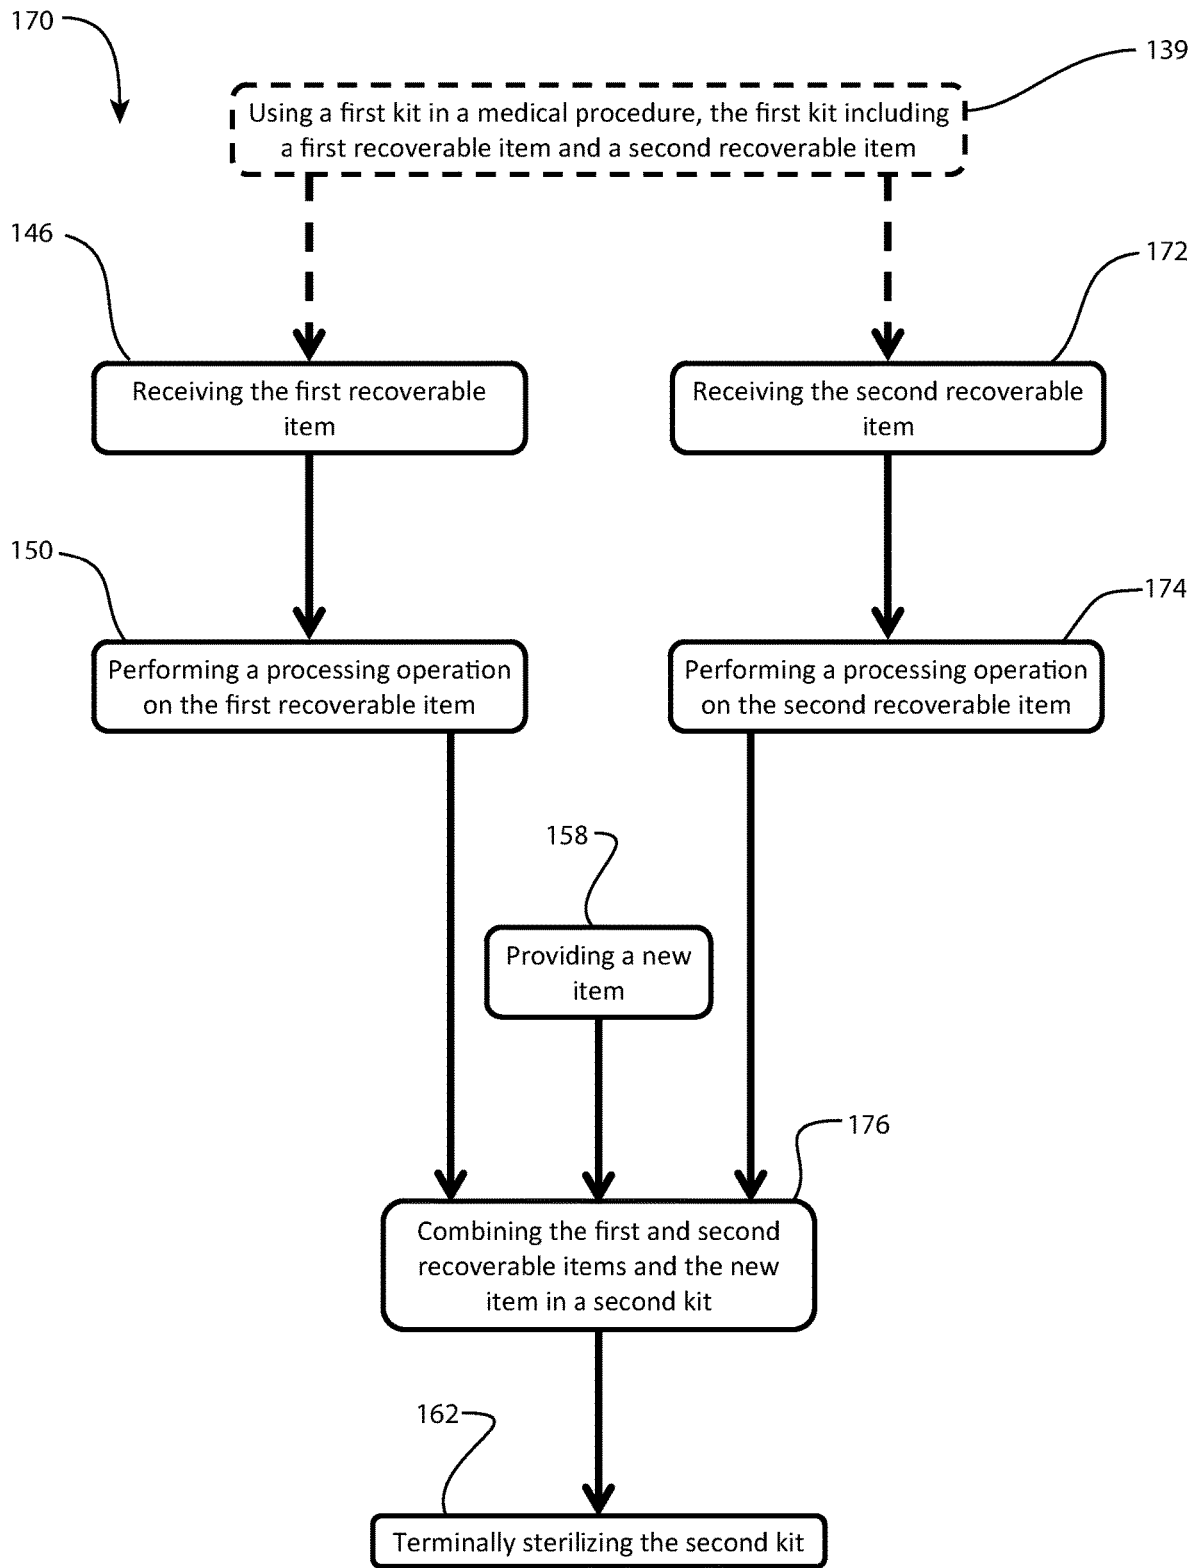 170
139
Using a first kit in a medical procedure, the first kit including
a first recoverable item and a second recoverable item
146
172
Receiving the first recoverable
item
Receiving the second recoverable
item
150
174
Performing a processing operation
on the first recoverable item
Performing a processing operation
on the second recoverable item
158
Providing a new
item
176
Combining the first and second
recoverable items and the new
item in a second kit
162
Terminally sterilizing the second kit